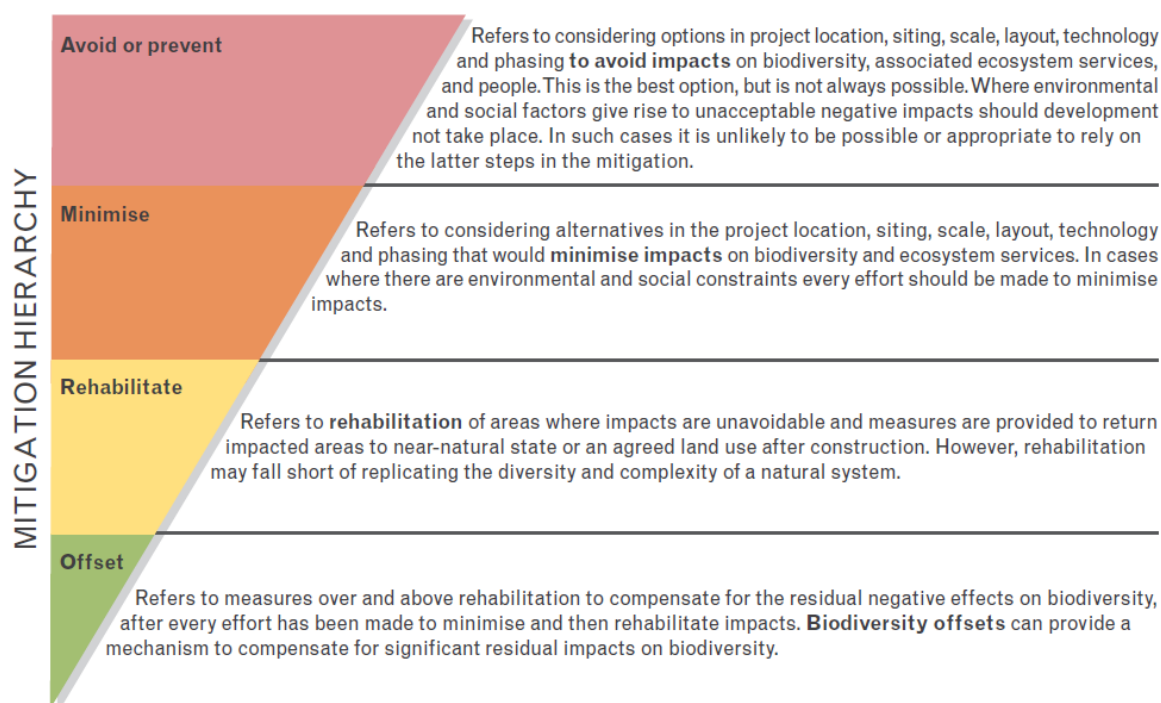 MITIGATION HIERARCHY
Avoid or prevent
Refers to considering options in project location, siting, scale, layout, technology
and phasing to avoid impacts on biodiversity, associated ecosystem services,
and people. This is the best option, but is not always possible. Where environmental
and social factors give rise to unacceptable negative impacts should development
not take place. In such cases it is unlikely to be possible or appropriate to rely on
the latter steps in the mitigation.
Minimise
Refers to considering alternatives in the project location, siting, scale, layout, technology
and phasing that would minimise impacts on biodiversity and ecosystem services. In cases
where there are environmental and social constraints every effort should be made to minimise
impacts.
Rehabilitate
Refers to rehabilitation of areas where impacts are unavoidable and measures are provided to return
impacted areas to near-natural state or an agreed land use after construction. However, rehabilitation
may fall short of replicating the diversity and complexity of a natural system.
Offset
Refers to measures over and above rehabilitation to compensate for the residual negative effects on biodiversity,
after every effort has been made to minimise and then rehabilitate impacts. Biodiversity offsets can provide a
mechanism to compensate for significant residual impacts on biodiversity.